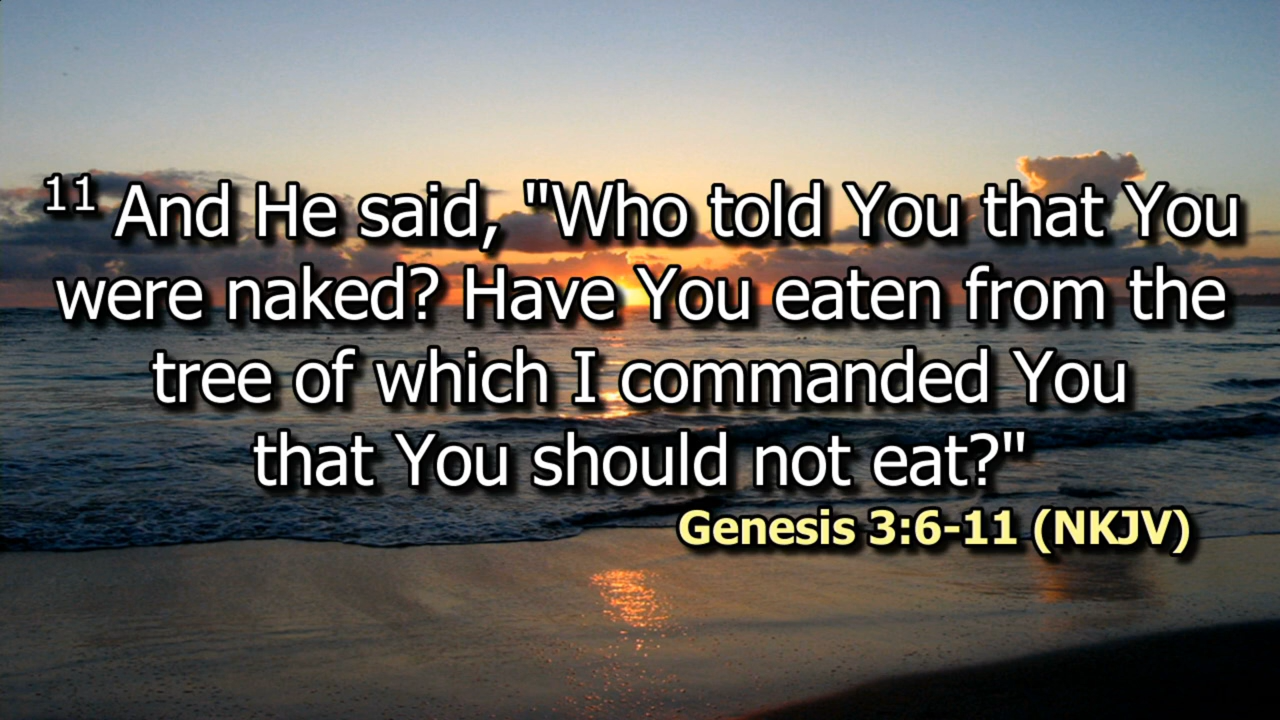 11 And He said, "Who told You that You
were naked? Have You eaten from the
tree of which I commanded You
that You should not eat?"
Genesis 3:6-11 (NKJV)